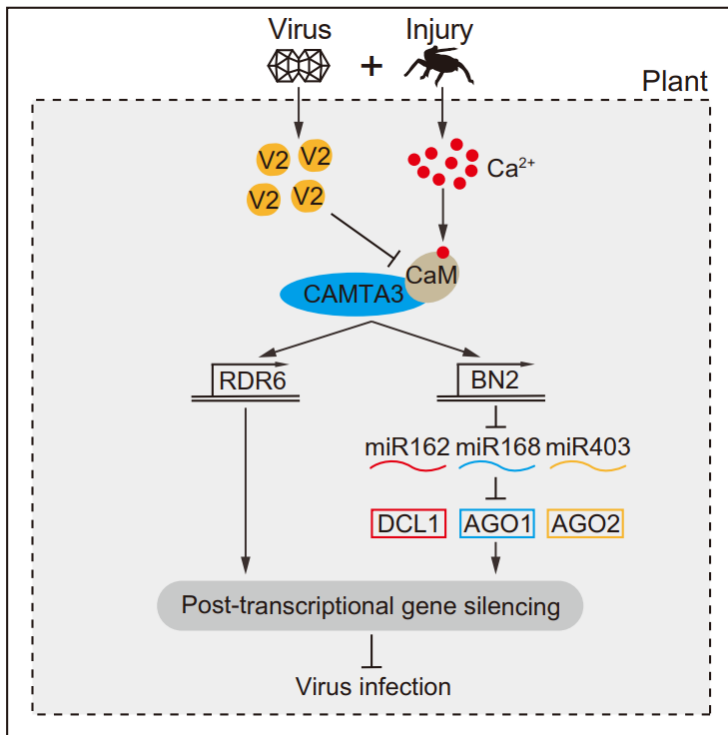 Virus + Injury
Plant
V2 V2
V2 V2
Ca²⁺
CaM
CAMTA3
RDR6 BN2
miR162 miR168 miR403
DCL1 AGO1 AGO2
Post-transcriptional gene silencing
Virus infection